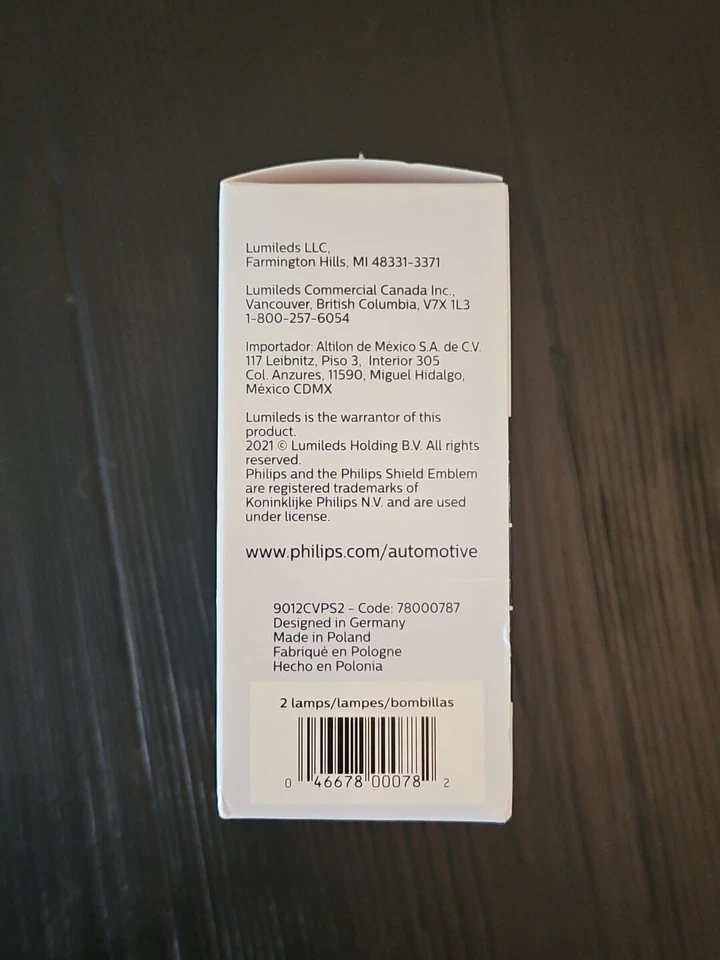 Lumileds LLC,
Farmington Hills, MI 48331-3371
Lumileds Commercial Canada Inc.,
Vancouver, British Columbia, V7X 1L3
1-800-257-6054
Importador: Altilon de México S.A. de C.V.
117 Leibnitz, Piso 3, Interior 305
Col. Anzures, 11590, Miguel Hidalgo,
México CDMX
Lumileds is the warrantor of this
product.
2021 © Lumileds Holding B.V. All rights
reserved.
Philips and the Philips Shield Emblem
are registered trademarks of
Koninklijke Philips N.V. and are used
under license.
www.philips.com/automotive
9012CVPS2 - Code: 78000787
Designed in Germany
Made in Poland
Fabriqué en Pologne
Hecho en Polonia
2 lamps/lampes/bombillas
0 46678 00078 2